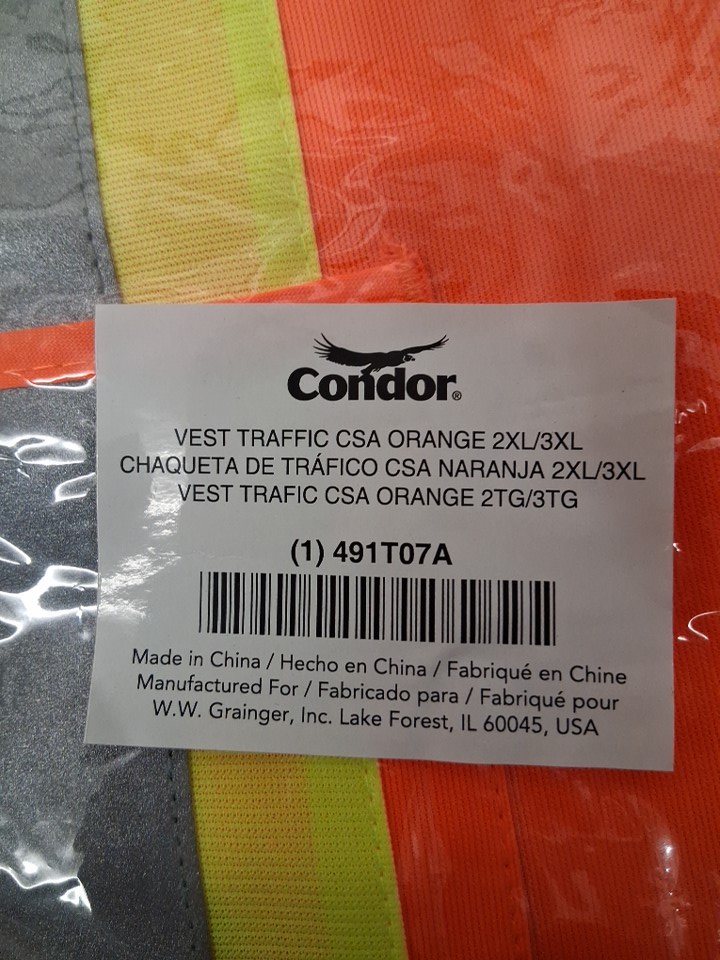 Condor®
VEST TRAFFIC CSA ORANGE 2XL/3XL
CHAQUETA DE TRÁFICO CSA NARANJA 2XL/3XL
VEST TRAFIC CSA ORANGE 2TG/3TG
(1) 491T07A
Made in China / Hecho en China / Fabriqué en Chine
Manufactured For / Fabricado para / Fabriqué pour
W.W. Grainger, Inc. Lake Forest, IL 60045, USA